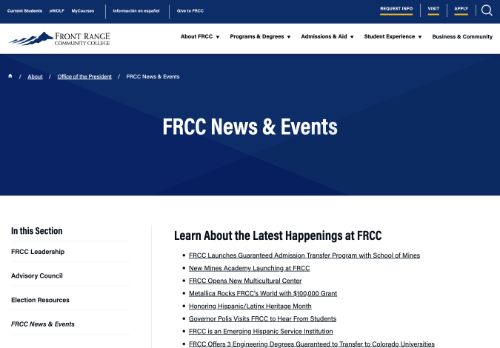 Current Students eWOLF MyCourses Información en español Give to FRCC REQUEST INFO VISIT APPLY
FRONT RANGE
COMMUNITY COLLEGE
About FRCC ▼ Programs & Degrees ▼ Admissions & Aid ▼ Student Experience ▼ Business & Community
/ About / Office of the President / FRCC News & Events
FRCC News & Events
In this Section
FRCC Leadership
Advisory Council
Election Resources
FRCC News & Events
Learn About the Latest Happenings at FRCC
• FRCC Launches Guaranteed Admission Transfer Program with School of Mines
• New Mines Academy Launching at FRCC
• FRCC Opens New Multicultural Center
• Metallica Rocks FRCC's World with $100,000 Grant
• Honoring Hispanic/Latinx Heritage Month
• Governor Polis Visits FRCC to Hear From Students
• FRCC is an Emerging Hispanic Service Institution
• FRCC Offers 3 Engineering Degrees Guaranteed to Transfer to Colorado Universities